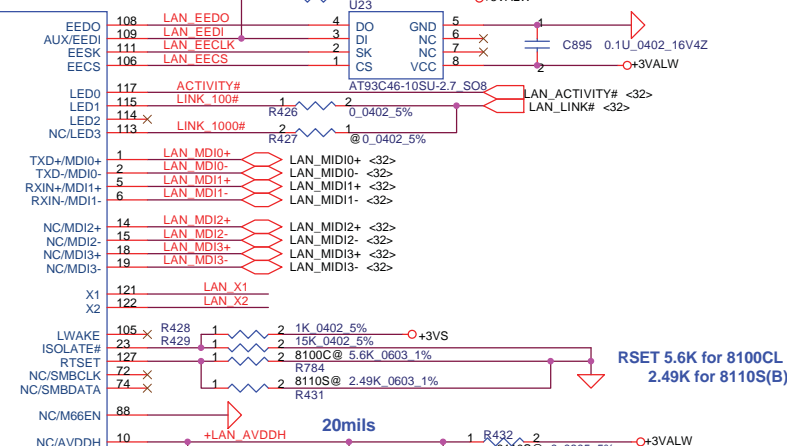 U23
EEDO 108 LAN_EEDO 4 DO GND 5 1
AUX/EEDI 109 LAN_EEDI 3 DI NC 6
EESK 111 LAN_EECLK 2 SK NC 7 C895 0.1U_0402_16V4Z
EECS 106 LAN_EECS 1 CS VCC 8 2 +3VALW
AT93C46-10SU-2.7_SO8
LED0 117 ACTIVITY# LAN_ACTIVITY# <32>
LED1 115 LINK_100# 1 2 LAN_LINK# <32>
R426 0_0402_5%
LED2 114
NC/LED3 113 LINK_1000# 2 1
R427 @0_0402_5%
TXD+/MDI0+ 1 LAN_MDI0+ LAN_MIDI0+ <32>
TXD-/MDI0- 2 LAN_MDI0- LAN_MIDI0- <32>
RXIN+/MDI1+ 5 LAN_MDI1+ LAN_MIDI1+ <32>
RXIN-/MDI1- 6 LAN_MDI1- LAN_MIDI1- <32>
NC/MDI2+ 14 LAN_MDI2+ LAN_MIDI2+ <32>
NC/MDI2- 15 LAN_MDI2- LAN_MIDI2- <32>
NC/MDI3+ 18 LAN_MDI3+ LAN_MIDI3+ <32>
NC/MDI3- 19 LAN_MDI3- LAN_MIDI3- <32>
X1 121 LAN_X1
X2 122 LAN_X2
LWAKE 105 R428 1 2 1K_0402_5% +3VS
ISOLATE# 23 R429 1 2 15K_0402_5%
RTSET 127 1 2 8100C@ 5.6K_0603_1% RSET 5.6K for 8100CL
R784
NC/SMBCLK 72 2.49K for 8110S(B)
NC/SMBDATA 74 1 2 8110S@ 2.49K_0603_1%
R431
NC/M66EN 88
20mils
NC/AVDDH 10 +LAN_AVDDH 1 R432 2 +3VALW